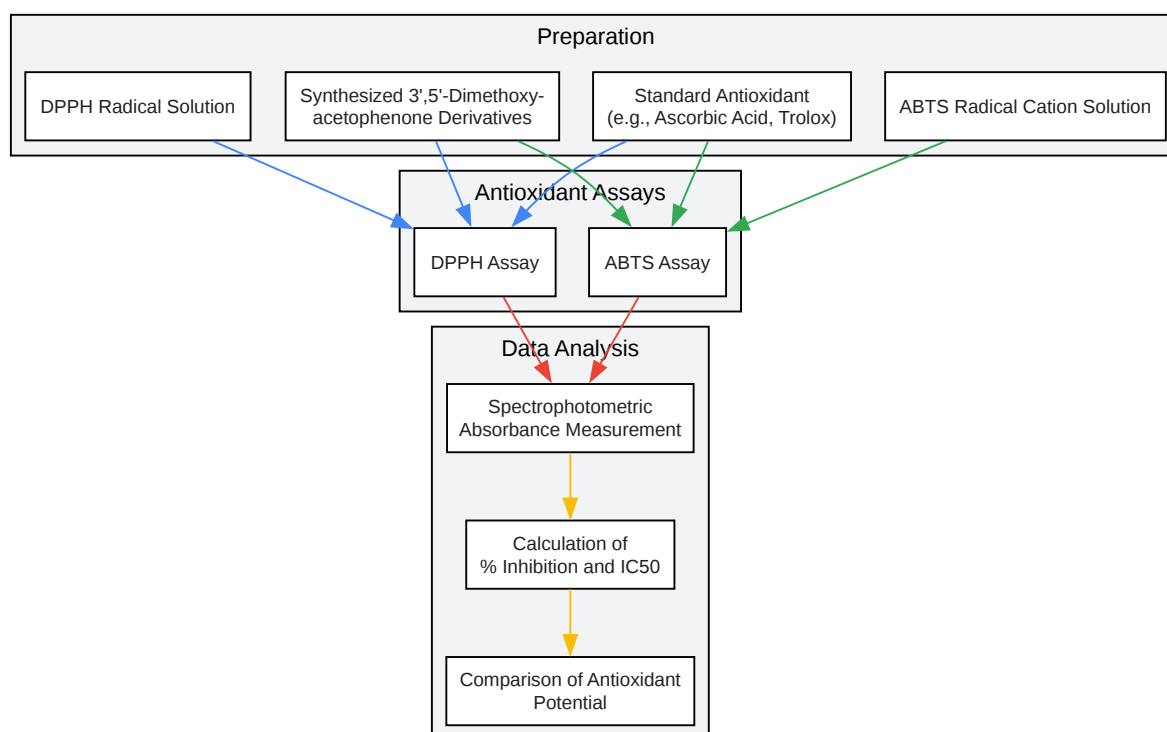 Preparation
DPPH Radical Solution
Synthesized 3',5'-Dimethoxy-
acetophenone Derivatives
Standard Antioxidant
(e.g., Ascorbic Acid, Trolox)
ABTS Radical Cation Solution
Antioxidant Assays
DPPH Assay
ABTS Assay
Data Analysis
Spectrophotometric
Absorbance Measurement
Calculation of
% Inhibition and IC50
Comparison of Antioxidant
Potential